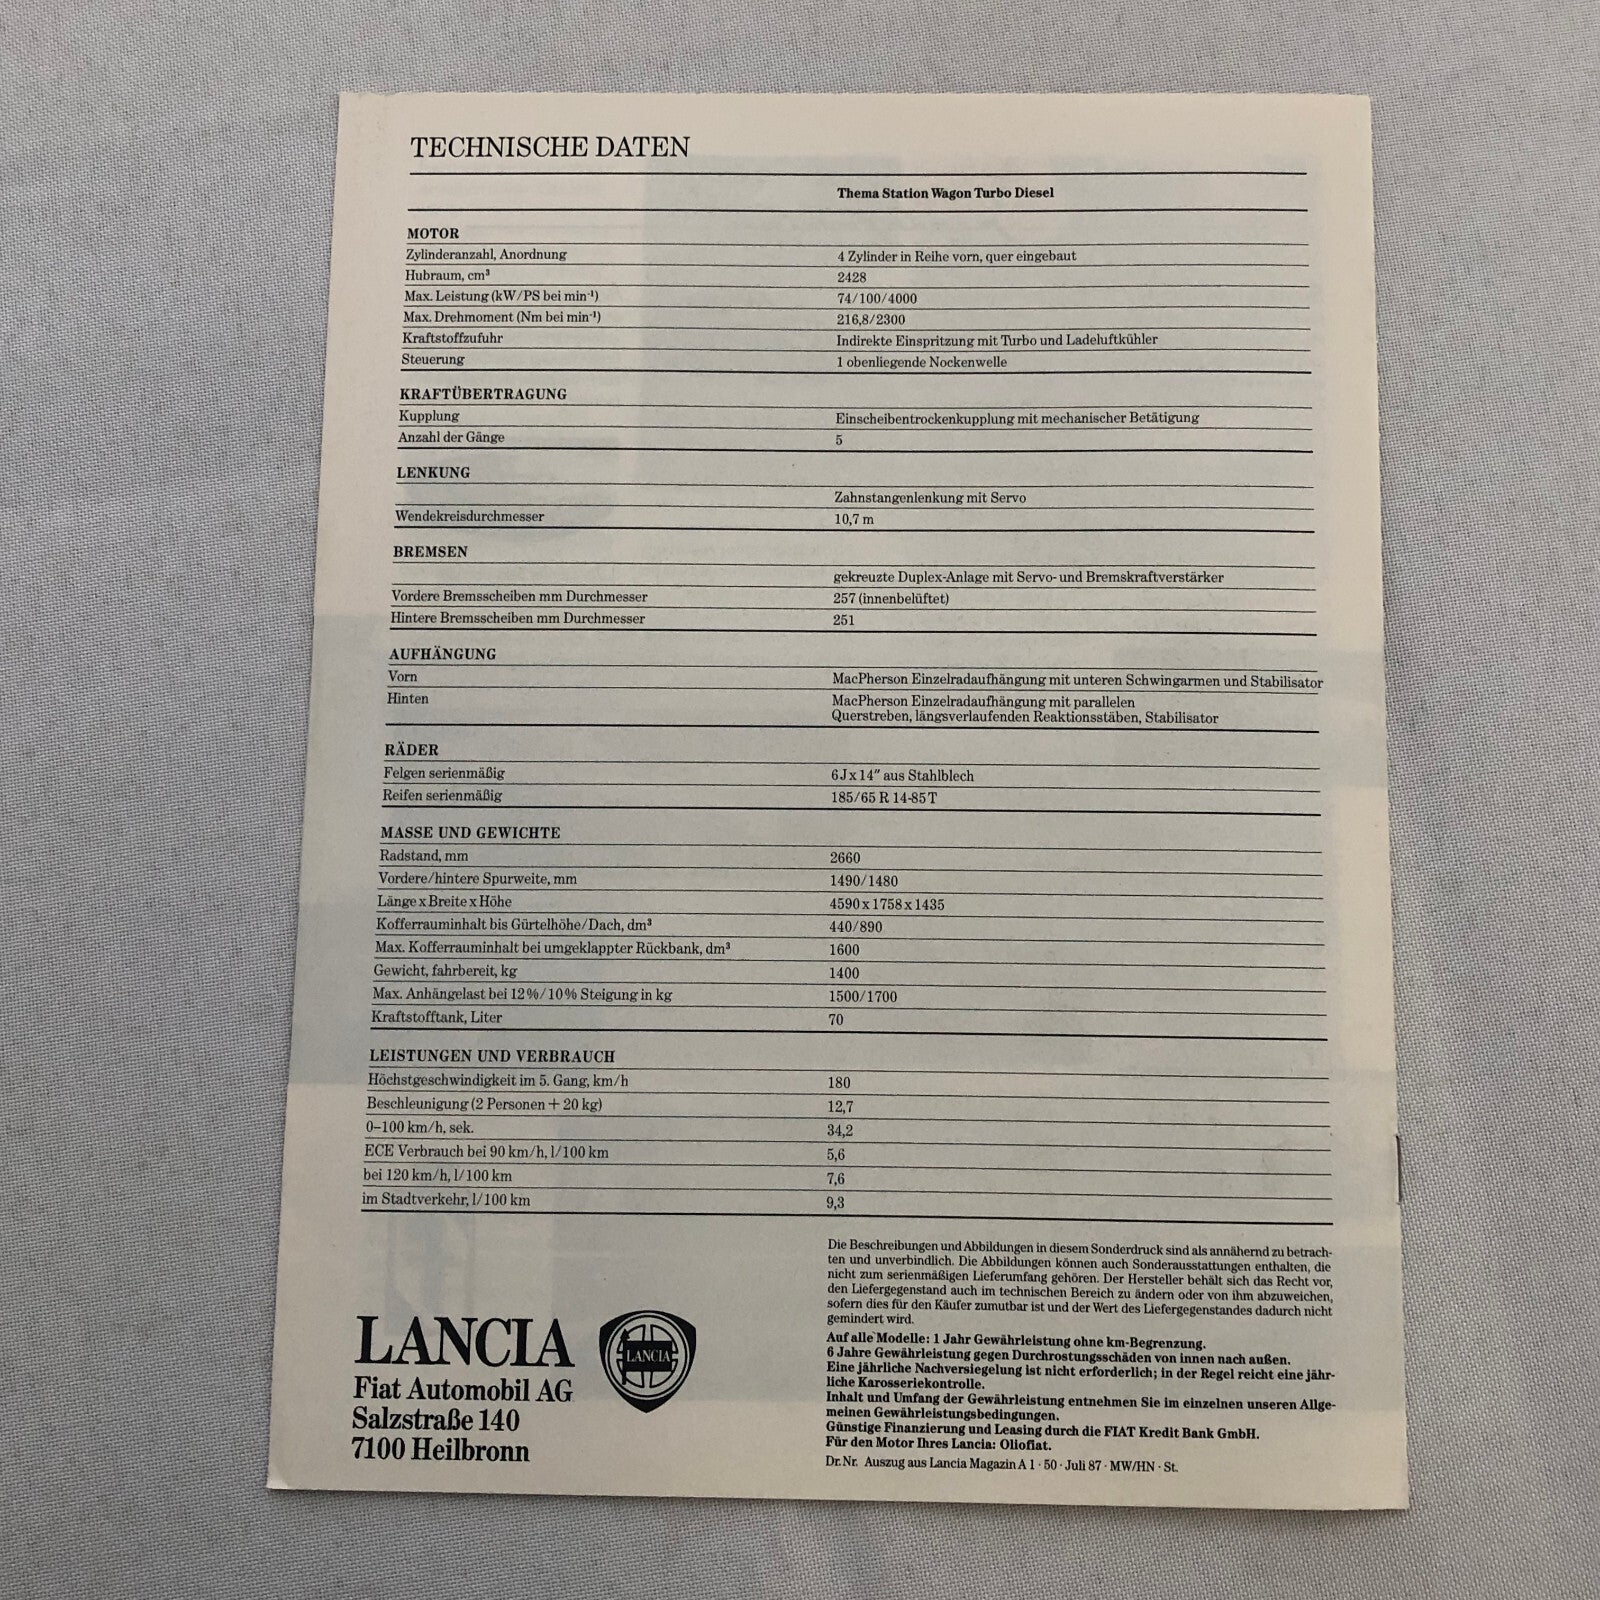 TECHNISCHE DATEN
Thema Station Wagon Turbo Diesel
MOTOR
Zylinderanzahl, Anordnung 4 Zylinder in Reihe vorn, quer eingebaut
Hubraum, cm³ 2428
Max. Leistung (kW/PS bei min⁻¹) 74/100/4000
Max. Drehmoment (Nm bei min⁻¹) 216,8/2300
Kraftstoffzufuhr Indirekte Einspritzung mit Turbo und Ladeluftkühler
Steuerung 1 obenliegende Nockenwelle
KRAFTÜBERTRAGUNG
Kupplung Einscheibentrockenkupplung mit mechanischer Betätigung
Anzahl der Gänge 5
LENKUNG
Zahnstangenlenkung mit Servo
Wendekreisdurchmesser 10,7 m
BREMSEN
gekreuzte Duplex-Anlage mit Servo- und Bremskraftverstärker
Vordere Bremsscheiben mm Durchmesser 257 (innenbelüftet)
Hintere Bremsscheiben mm Durchmesser 251
AUFHÄNGUNG
Vorn MacPherson Einzelradaufhängung mit unteren Schwingarmen und Stabilisator
Hinten MacPherson Einzelradaufhängung mit parallelen
Querstreben, längsverlaufenden Reaktionsstäben, Stabilisator
RÄDER
Felgen serienmäßig 6 J x 14" aus Stahlblech
Reifen serienmäßig 185/65 R 14-85 T
MASSE UND GEWICHTE
Radstand, mm 2660
Vordere/hintere Spurweite, mm 1490/1480
Länge x Breite x Höhe 4590 x 1758 x 1435
Kofferrauminhalt bis Gürtelhöhe/Dach, dm³ 440/890
Max. Kofferrauminhalt bei umgeklappter Rückbank, dm³ 1600
Gewicht, fahrbereit, kg 1400
Max. Anhängelast bei 12%/10% Steigung in kg 1500/1700
Kraftstofftank, Liter 70
LEISTUNGEN UND VERBRAUCH
Höchstgeschwindigkeit im 5. Gang, km/h 180
Beschleunigung (2 Personen + 20 kg) 12,7
0–100 km/h, sek. 34,2
ECE Verbrauch bei 90 km/h, l/100 km 5,6
bei 120 km/h, l/100 km 7,6
im Stadtverkehr, l/100 km 9,3
Die Beschreibungen und Abbildungen in diesem Sonderdruck sind als annähernd zu betrach-
ten und unverbindlich. Die Abbildungen können auch Sonderausstattungen enthalten, die
nicht zum serienmäßigen Lieferumfang gehören. Der Hersteller behält sich das Recht vor,
den Liefergegenstand auch im technischen Bereich zu ändern oder von ihm abzuweichen,
sofern dies für den Käufer zumutbar ist und der Wert des Liefergegenstandes dadurch nicht
gemindert wird.
Auf alle Modelle: 1 Jahr Gewährleistung ohne km-Begrenzung.
6 Jahre Gewährleistung gegen Durchrostungsschäden von innen nach außen.
Eine jährliche Nachversiegelung ist nicht erforderlich; in der Regel reicht eine jähr-
liche Karosseriekontrolle.
Inhalt und Umfang der Gewährleistung entnehmen Sie im einzelnen unseren Allge-
meinen Gewährleistungsbedingungen.
Günstige Finanzierung und Leasing durch die FIAT Kredit Bank GmbH.
Für den Motor Ihres Lancia: Oliofiat.
Dr. Nr. Auszug aus Lancia Magazin A 1 · 50 · Juli 87 · MW/HN · St.
LANCIA
LANCIA
Fiat Automobil AG
Salzstraße 140
7100 Heilbronn